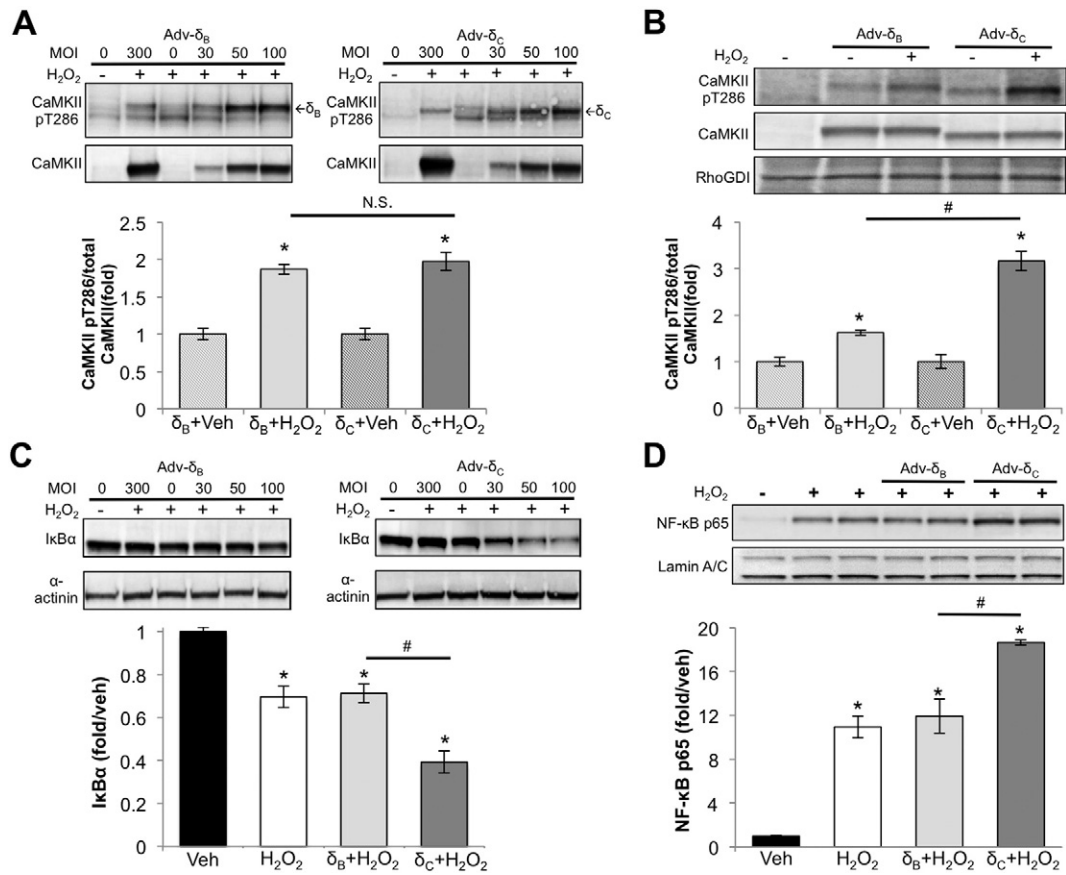 A
Adv-δB
MOI 0 300 0 30 50 100
H₂O₂ - + + + + +
CaMKII pT286
←δB
CaMKII
Adv-δC
MOI 0 300 0 30 50 100
H₂O₂ - + + + + +
CaMKII pT286
←δC
CaMKII
N.S.
* *
CaMKII pT286/total
CaMKII(fold)
2.5
2
1.5
1
0.5
0
δB+Veh δB+H₂O₂ δC+Veh δC+H₂O₂
B
Adv-δB Adv-δC
H₂O₂ - - + - +
CaMKII
pT286
CaMKII
RhoGDI
#
* *
CaMKII pT286/total
CaMKII(fold)
4
3
2
1
0
δB+Veh δB+H₂O₂ δC+Veh δC+H₂O₂
C
Adv-δB
MOI 0 300 0 30 50 100
H₂O₂ - + + + + +
IκBα
α-
actinin
Adv-δC
MOI 0 300 0 30 50 100
H₂O₂ - + + + + +
IκBα
α-
actinin
#
* * *
IκBα (fold/veh)
1
0.8
0.6
0.4
0.2
0
Veh H₂O₂ δB+H₂O₂ δC+H₂O₂
D
Adv-δB Adv-δC
H₂O₂ - + + + + + +
NF-κB p65
Lamin A/C
#
* * *
NF-κB p65 (fold/veh)
20
16
12
8
4
0
Veh H₂O₂ δB+H₂O₂ δC+H₂O₂